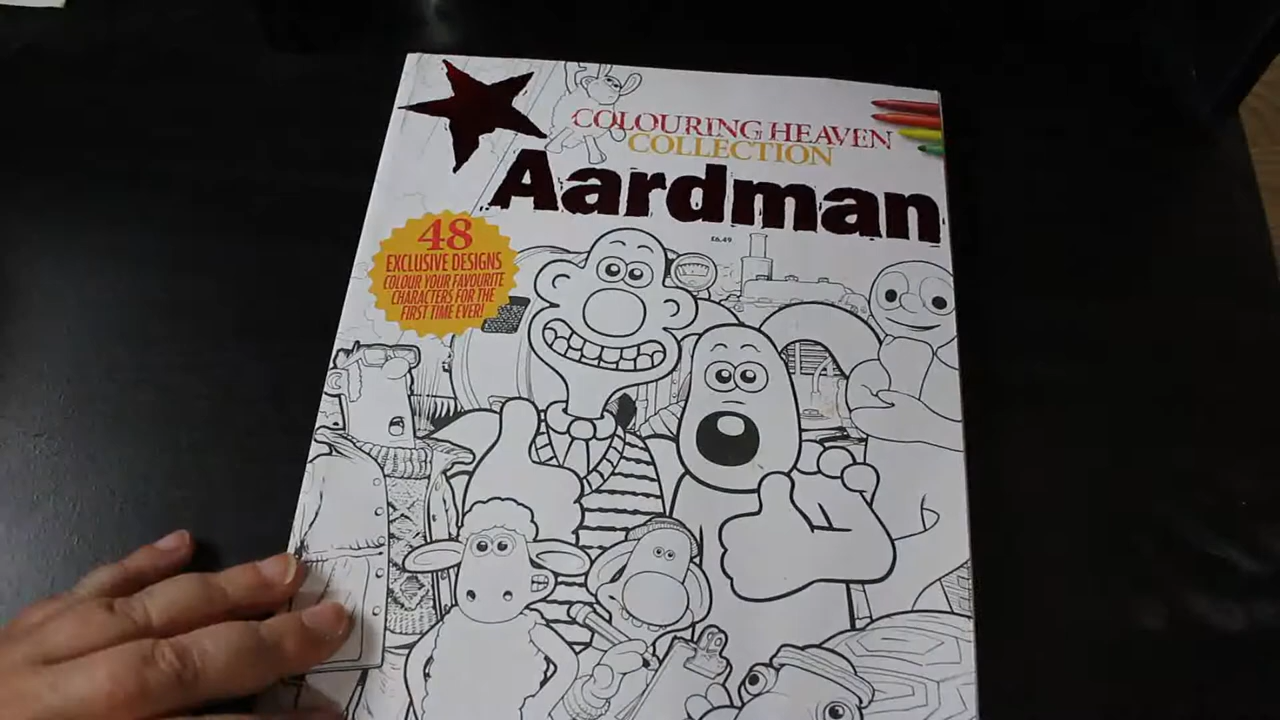 COLOURING HEAVEN
COLLECTION
Aardman
£6.49
48
EXCLUSIVE DESIGNS
COLOUR YOUR FAVOURITE
CHARACTERS FOR THE
FIRST TIME EVER!